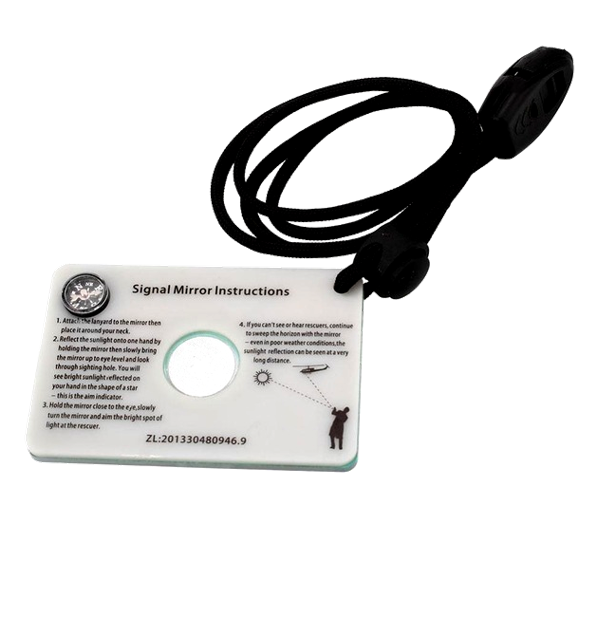 Signal Mirror Instructions
1. Attach the lanyard to the mirror then
place it around your neck.
2. Reflect the sunlight onto one hand by
holding the mirror then slowly bring
the mirror up to eye level and look
through sighting hole. You will
see bright sunlight reflected on
your hand in the shape of a star
– this is the aim indicator.
3. Hold the mirror close to the eye,slowly
turn the mirror and aim the bright spot of
light at the rescuer.
4. If you can't see or hear rescuers, continue
to sweep the horizon with the mirror
– even in poor weather conditions,the
sunlight reflection can be seen at a very
long distance.
ZL:201330480946.9